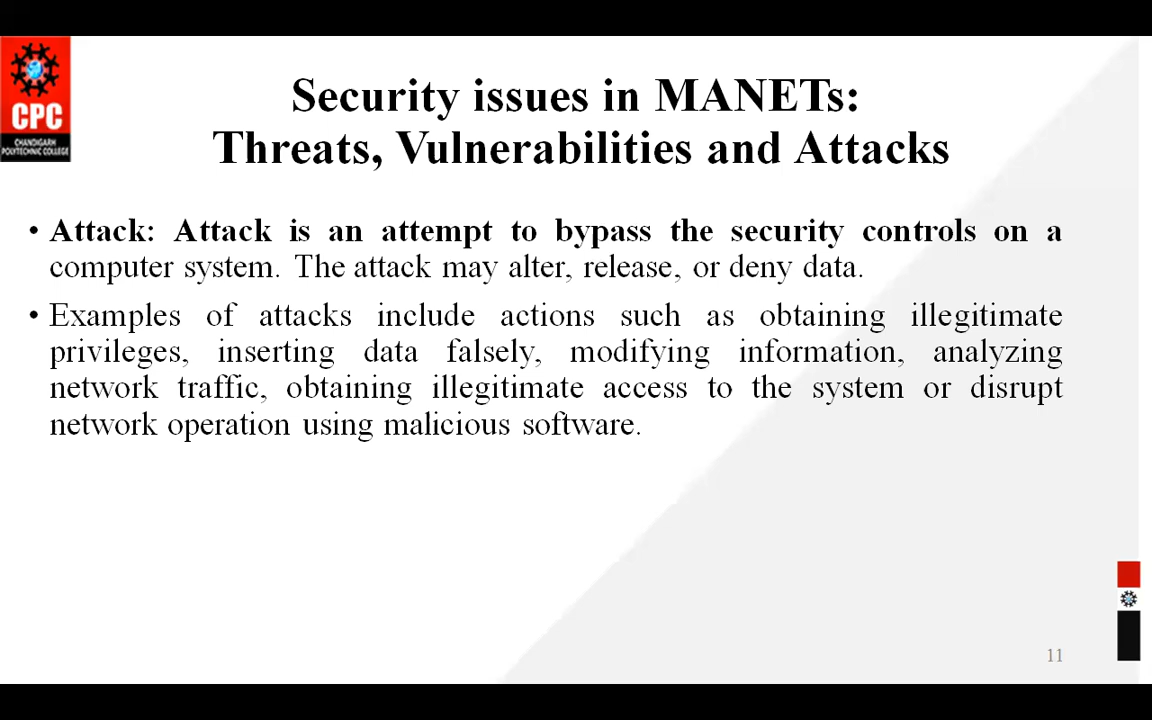 CPC
CHANDIGARH
POLYTECHNIC COLLEGE
Security issues in MANETs:
Threats, Vulnerabilities and Attacks
• Attack: Attack is an attempt to bypass the security controls on a
computer system. The attack may alter, release, or deny data.
• Examples of attacks include actions such as obtaining illegitimate
privileges, inserting data falsely, modifying information, analyzing
network traffic, obtaining illegitimate access to the system or disrupt
network operation using malicious software.
11